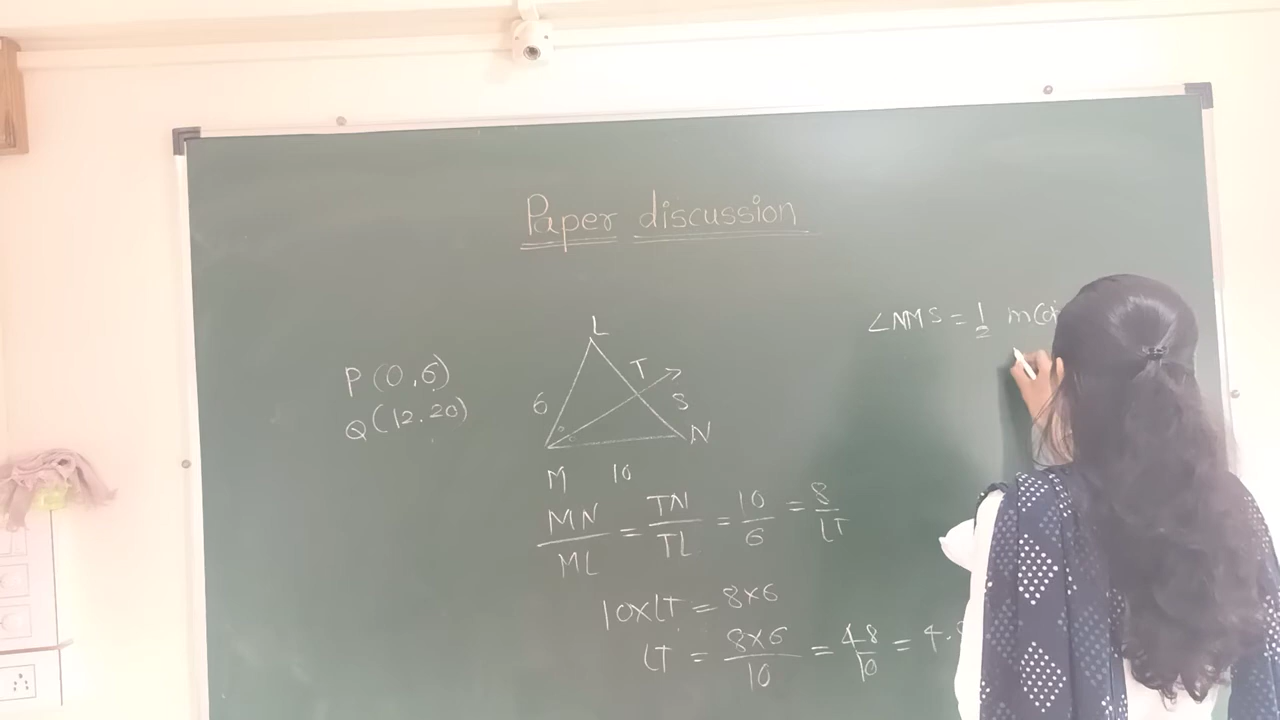 Paper discussion
∠NMS = 1/2 m(
P(0,6)
Q(12.20)
L
T
6
S
N
M 10
MN/ML = TN/TL = 10/6 = 8/LT
10×LT = 8×6
LT = 8×6/10 = 48/10 = 4.